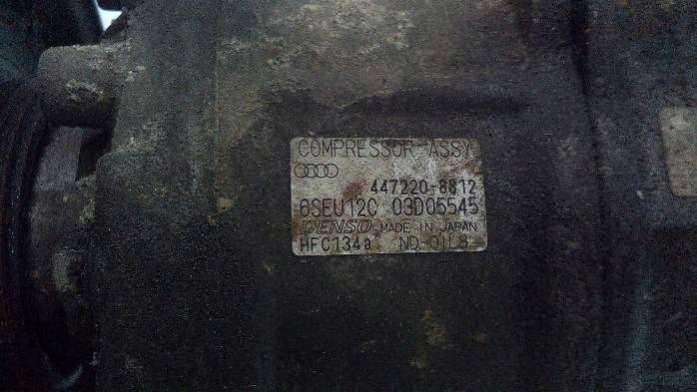 COMPRESSOR ASSY
447220-8812
6SEU12C 03D05545
DENSO MADE IN JAPAN
HFC134a ND-OIL8